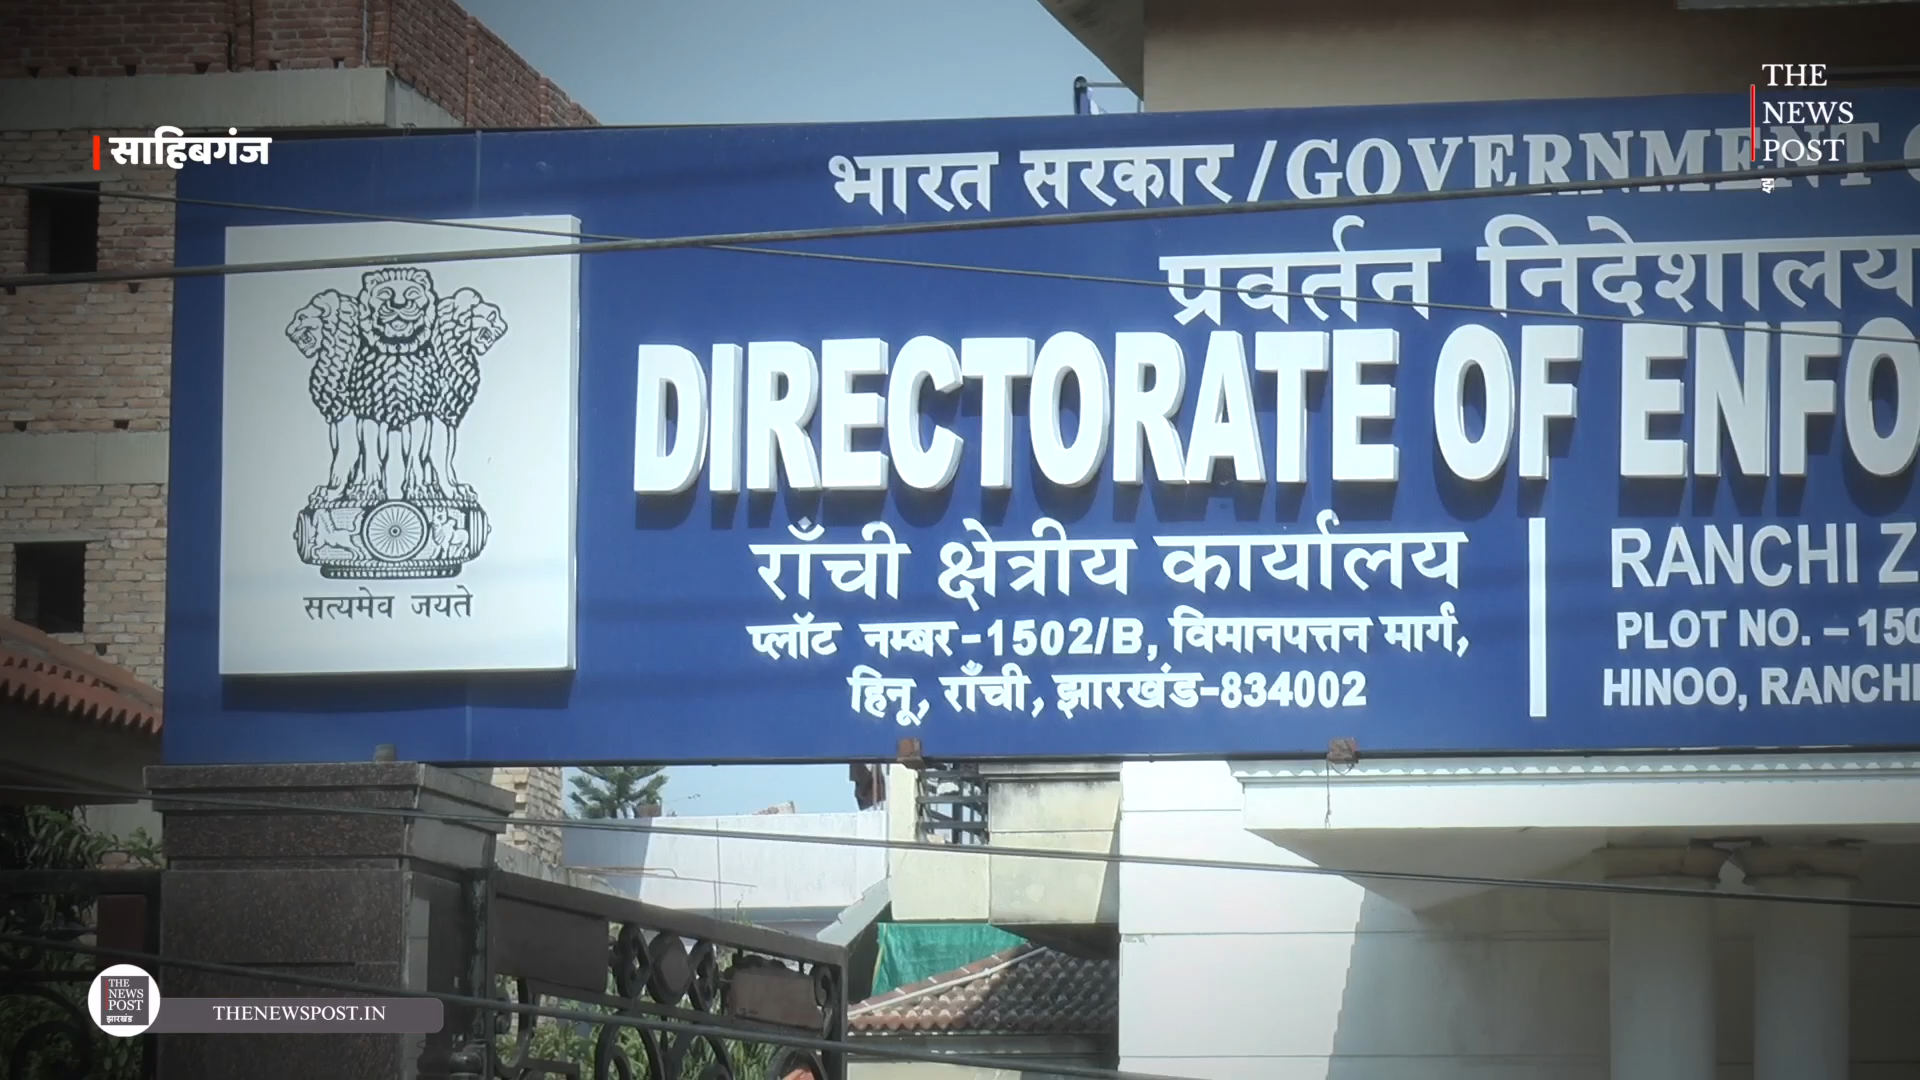 साहिबगंज
THE
NEWS
POST
भारत सरकार/GOVERNMENT
प्रवर्तन निदेशालय
DIRECTORATE OF ENFO
राँची क्षेत्रीय कार्यालय
प्लॉट नम्बर-1502/B, विमानपत्तन मार्ग,
हिनू, राँची, झारखंड-834002
RANCHI Z
PLOT NO. – 150
HINOO, RANCHI
सत्यमेव जयते
THE
NEWS
POST
झारखंड
THENEWSPOST.IN